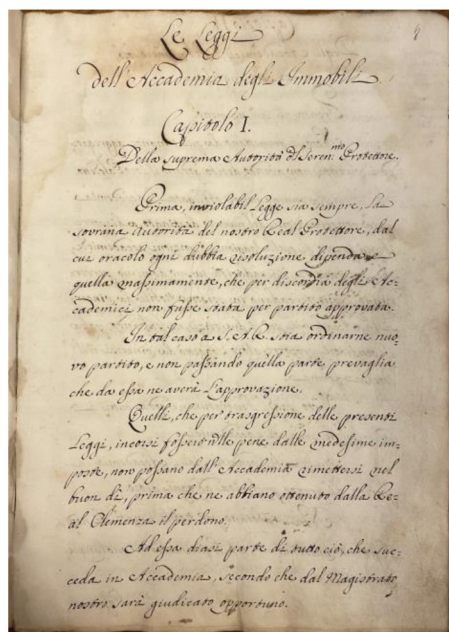 Le Leggi
dell'Accademia degli Immobili
Capitolo I.
Della suprema Autorità del Seren.mo Protettore.
Prima, inviolabil Legge sia sempre, la
sovrana Autorità del nostro Real Protettore, dal
cui oracolo ogni dubbia risoluzione dipenda, e
quella massimamente, che per discordia degli Ac=
cademici non fusse stata per partito approvata.
In tal caso a S. A. R. stia ordinarne nuo=
vo partito, e non passando quella parte prevaglia
che da essa ne averà l'approvazione.
Quelli, che per trasgressione delle presenti
Leggi, incorsi fossero nelle pene dalle medesime im=
poste, non possano dall'Accademia rimettersi nel
buon dì, prima che ne abbiano ottenuto dalla Re=
al Clemenza il perdono.
Ad essa diasi parte di tutto ciò, che suc=
ceda in Accademia, secondo che dal Magistrato
nostro sarà giudicato opportuno.